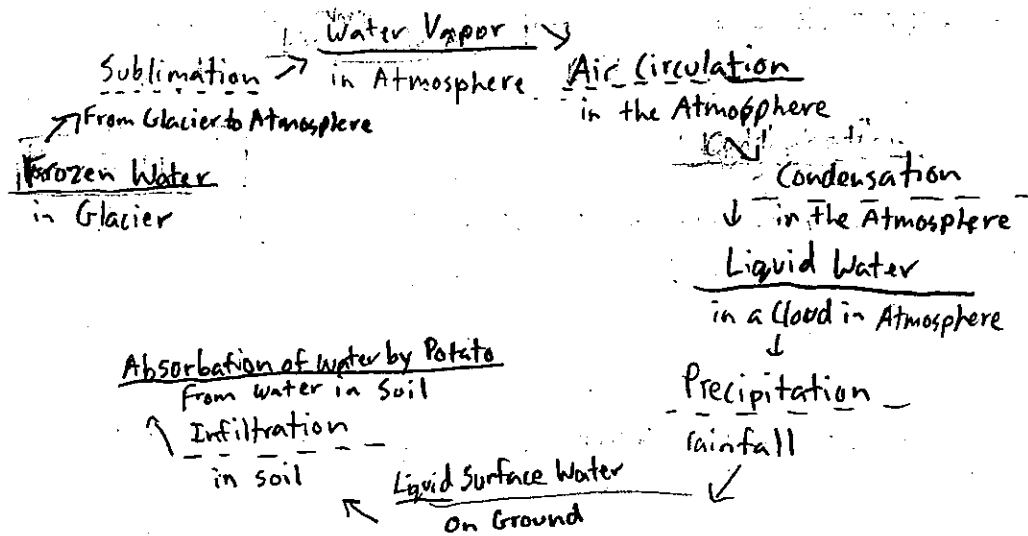 Frozen Water
in Glacier
Sublimation
From Glacier to Atmosplere
Water Vapor
in Atmosphere
Air Circulation
in the Atmopphere
Condensation
in the Atmosphere
Liquid Water
in a Cloud in Atmosphere
Precipitation
rainfall
Liquid Surface Water
on Ground
Infiltration
in soil
Absorbation of water by Potato
From water in Soil